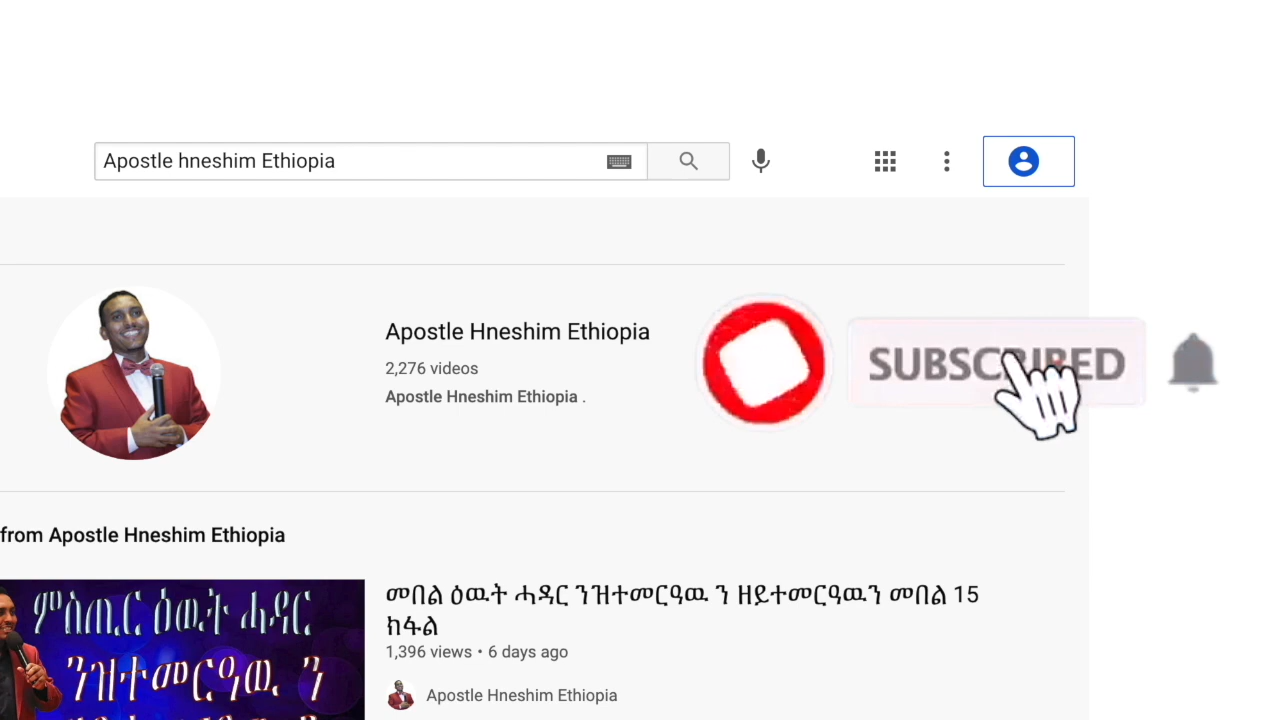 Apostle hneshim Ethiopia
Apostle Hneshim Ethiopia
2,276 videos
Apostle Hneshim Ethiopia .
SUBSCRIBED
from Apostle Hneshim Ethiopia
መበል ዕዉት ሓዳር ንዝተመርዓዉ ን ዘይተመርዓዉን መበል 15
ክፋል
1,396 views • 6 days ago
Apostle Hneshim Ethiopia
ምስጢር ዕዉት ሓዳር
ንዝተመርዓዉ ን